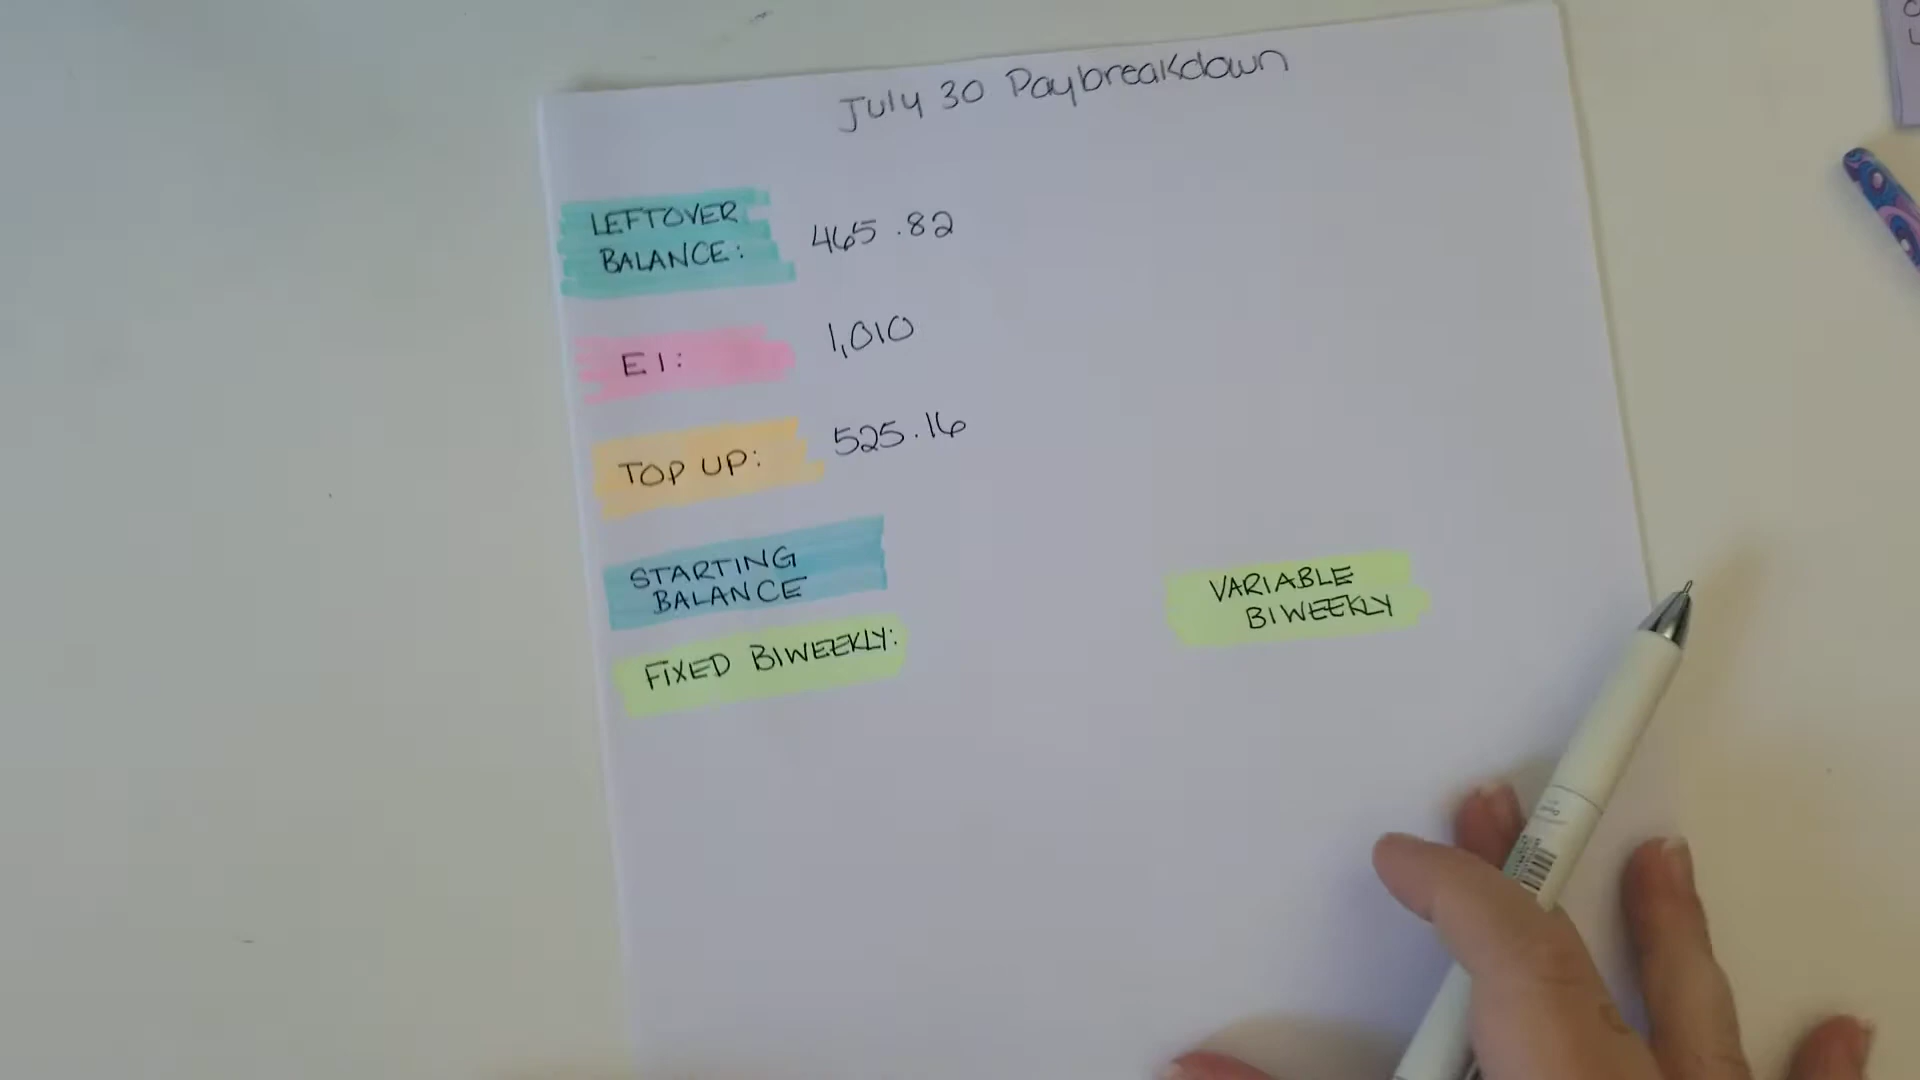 July 30 Paybreakdown
LEFTOVER
BALANCE: 465.82
EI: 1,010
TOP UP: 525.16
STARTING
BALANCE
FIXED BIWEEKLY:
VARIABLE
BIWEEKLY